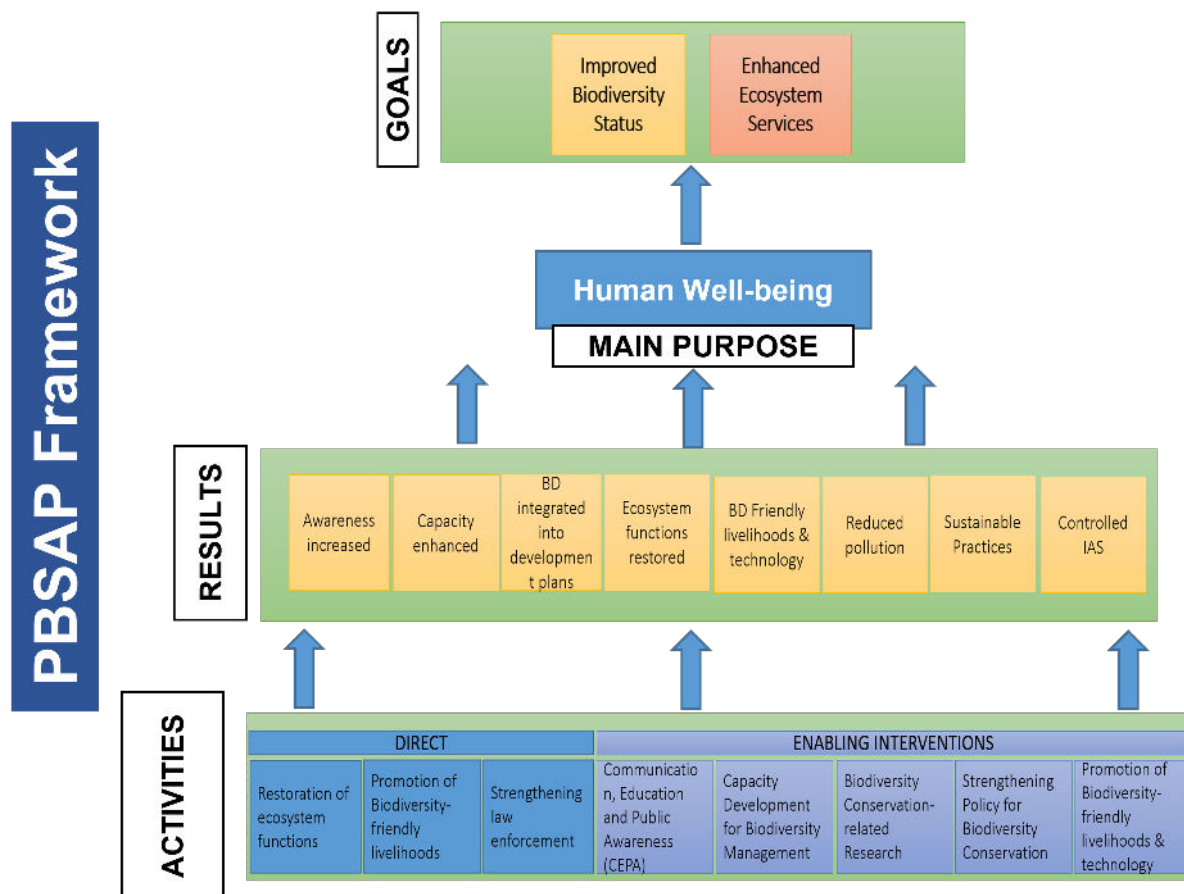 PBSAP Framework
GOALS
Improved
Biodiversity
Status
Enhanced
Ecosystem
Services
Human Well-being
MAIN PURPOSE
RESULTS
Awareness
increased
Capacity
enhanced
BD
integrated
into
developmen
t plans
Ecosystem
functions
restored
BD Friendly
livelihoods &
technology
Reduced
pollution
Sustainable
Practices
Controlled
IAS
ACTIVITIES
DIRECT
Restoration of
ecosystem
functions
Promotion of
Biodiversity-
friendly
livelihoods
Strengthening
law
enforcement
ENABLING INTERVENTIONS
Communicatio
n, Education
and Public
Awareness
(CEPA)
Capacity
Development
for Biodiversity
Management
Biodiversity
Conservation-
related
Research
Strengthening
Policy for
Biodiversity
Conservation
Promotion of
Biodiversity-
friendly
livelihoods &
technology